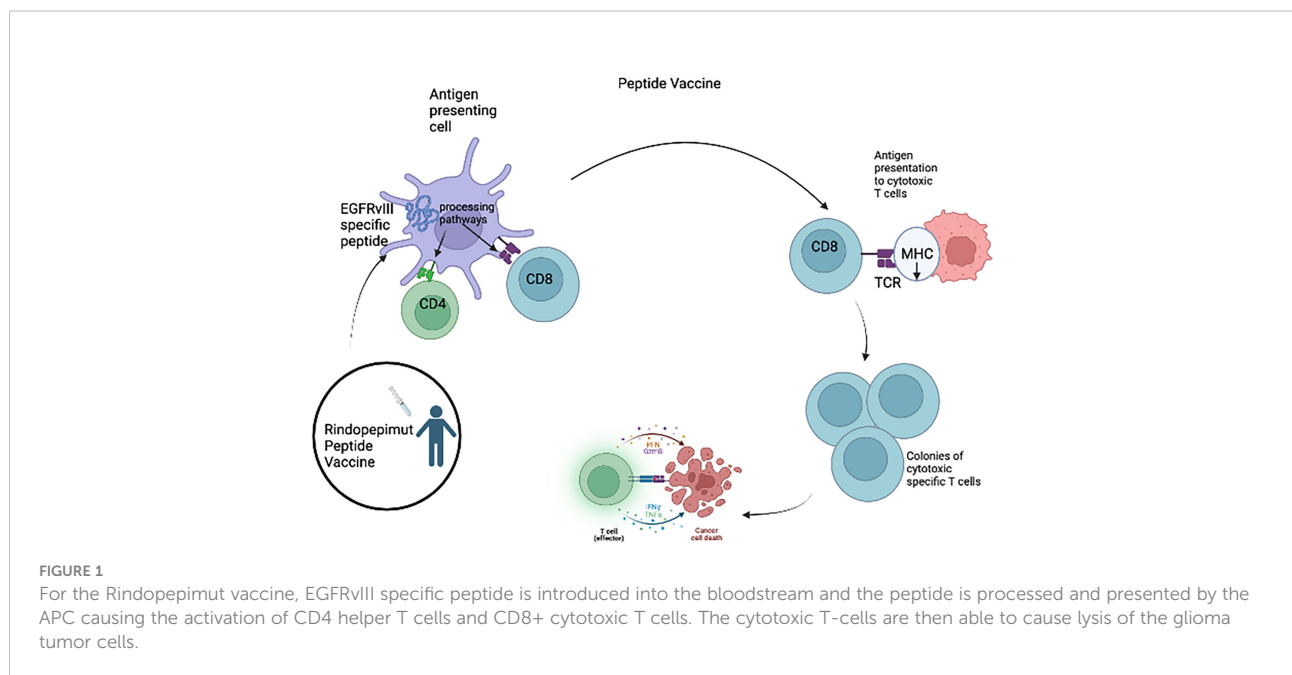 Peptide Vaccine
Antigen
presenting
cell
EGFRvIII
specific
peptide
processing
pathways
CD4
CD8
Rindopepimut
Peptide
Vaccine
Antigen
presentation
to cytotoxic
T cells
CD8
MHC
TCR
Colonies of
cytotoxic
specific T cells
PFN
GzmB
IFNγ
TNFα
T cell
(effector)
Cancer
cell death
FIGURE 1
For the Rindopepimut vaccine, EGFRvIII specific peptide is introduced into the bloodstream and the peptide is processed and presented by the
APC causing the activation of CD4 helper T cells and CD8+ cytotoxic T cells. The cytotoxic T-cells are then able to cause lysis of the glioma
tumor cells.